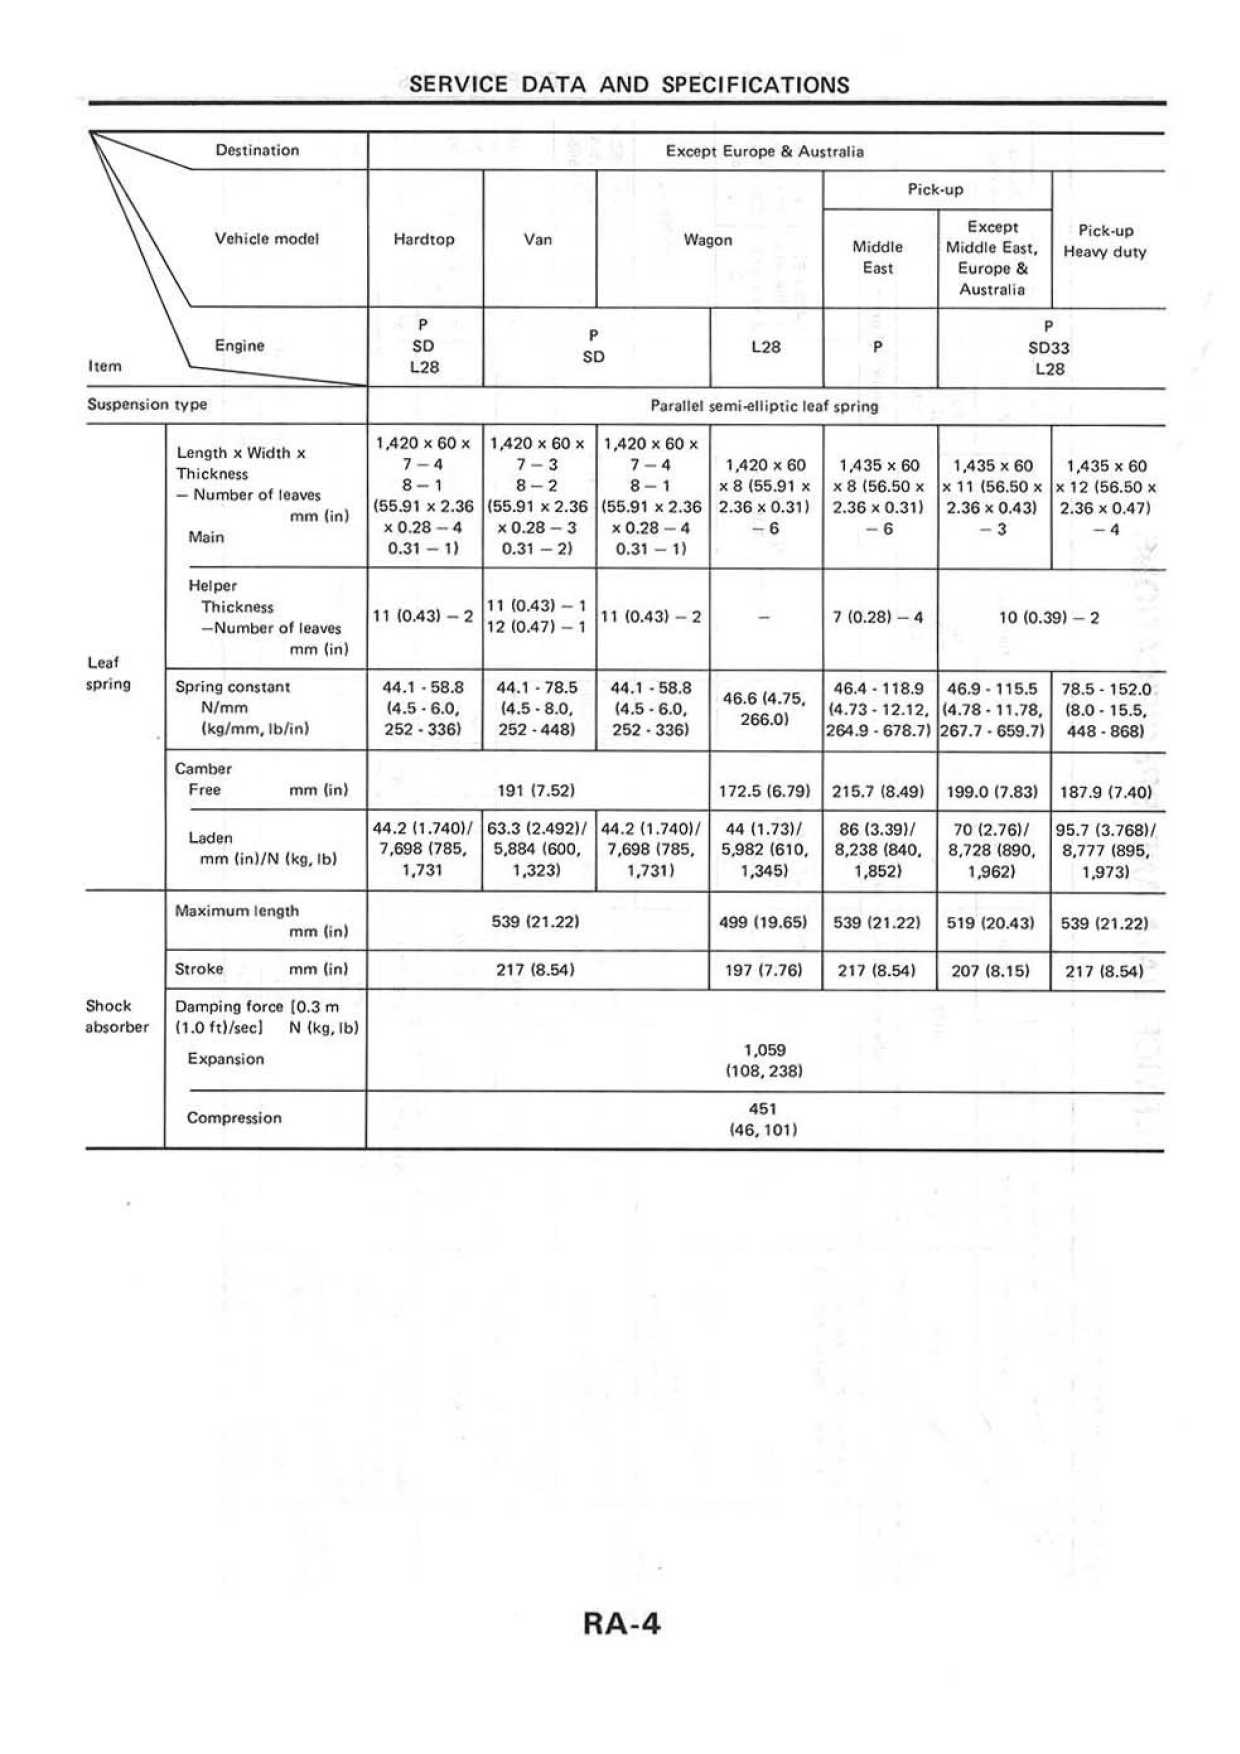 SERVICE DATA AND SPECIFICATIONS
Destination
Except Europe & Australia
Vehicle model
Hardtop
Van
Wagon
Pick-up
Middle
East
Except
Middle East,
Europe &
Australia
Pick-up
Heavy duty
Item
Engine
P
SD
L28
P
SD
L28
P
P
SD33
L28
Suspension type
Parallel semi-elliptic leaf spring
Leaf
spring
Length x Width x
Thickness
— Number of leaves
mm (in)
Main
1,420 x 60 x
7 — 4
8 — 1
(55.91 x 2.36
x 0.28 — 4
0.31 — 1)
1,420 x 60 x
7 — 3
8 — 2
(55.91 x 2.36
x 0.28 — 3
0.31 — 2)
1,420 x 60 x
7 — 4
8 — 1
(55.91 x 2.36
x 0.28 — 4
0.31 — 1)
1,420 x 60
x 8 (55.91 x
2.36 x 0.31)
— 6
1,435 x 60
x 8 (56.50 x
2.36 x 0.31)
— 6
1,435 x 60
x 11 (56.50 x
2.36 x 0.43)
— 3
1,435 x 60
x 12 (56.50 x
2.36 x 0.47)
— 4
Helper
Thickness
—Number of leaves
mm (in)
11 (0.43) — 2
11 (0.43) — 1
12 (0.47) — 1
11 (0.43) — 2
—
7 (0.28) — 4
10 (0.39) — 2
Spring constant
N/mm
(kg/mm, lb/in)
44.1 - 58.8
(4.5 - 6.0,
252 - 336)
44.1 - 78.5
(4.5 - 8.0,
252 - 448)
44.1 - 58.8
(4.5 - 6.0,
252 - 336)
46.6 (4.75,
266.0)
46.4 - 118.9
(4.73 - 12.12,
264.9 - 678.7)
46.9 - 115.5
(4.78 - 11.78,
267.7 - 659.7)
78.5 - 152.0
(8.0 - 15.5,
448 - 868)
Camber
Free mm (in)
191 (7.52)
172.5 (6.79)
215.7 (8.49)
199.0 (7.83)
187.9 (7.40)
Laden
mm (in)/N (kg, lb)
44.2 (1.740)/
7,698 (785,
1,731
63.3 (2.492)/
5,884 (600,
1,323)
44.2 (1.740)/
7,698 (785,
1,731)
44 (1.73)/
5,982 (610,
1,345)
86 (3.39)/
8,238 (840,
1,852)
70 (2.76)/
8,728 (890,
1,962)
95.7 (3.768)/
8,777 (895,
1,973)
Shock
absorber
Maximum length
mm (in)
539 (21.22)
499 (19.65)
539 (21.22)
519 (20.43)
539 (21.22)
Stroke mm (in)
217 (8.54)
197 (7.76)
217 (8.54)
207 (8.15)
217 (8.54)
Damping force [0.3 m
(1.0 ft)/sec] N (kg, lb)
Expansion
1,059
(108, 238)
Compression
451
(46, 101)
RA-4